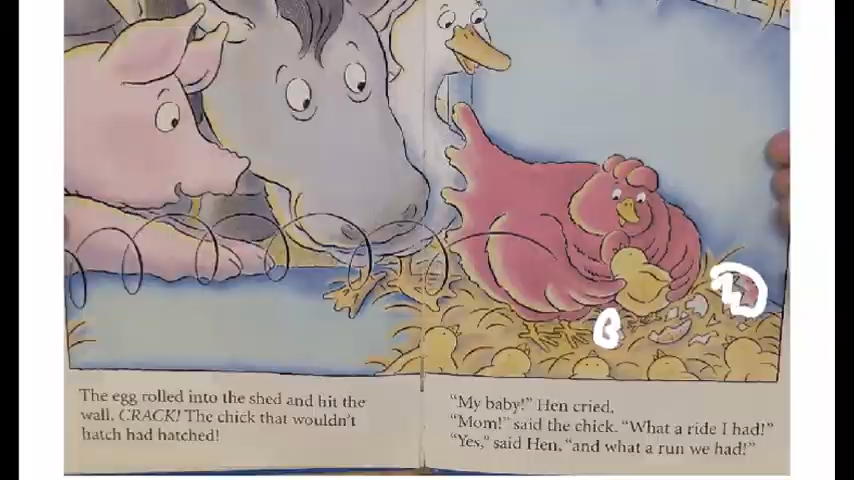 The egg rolled into the shed and hit the
wall. CRACK! The chick that wouldn't
hatch had hatched!
"My baby!" Hen cried.
"Mom!" said the chick. "What a ride I had!"
"Yes," said Hen, "and what a run we had!"